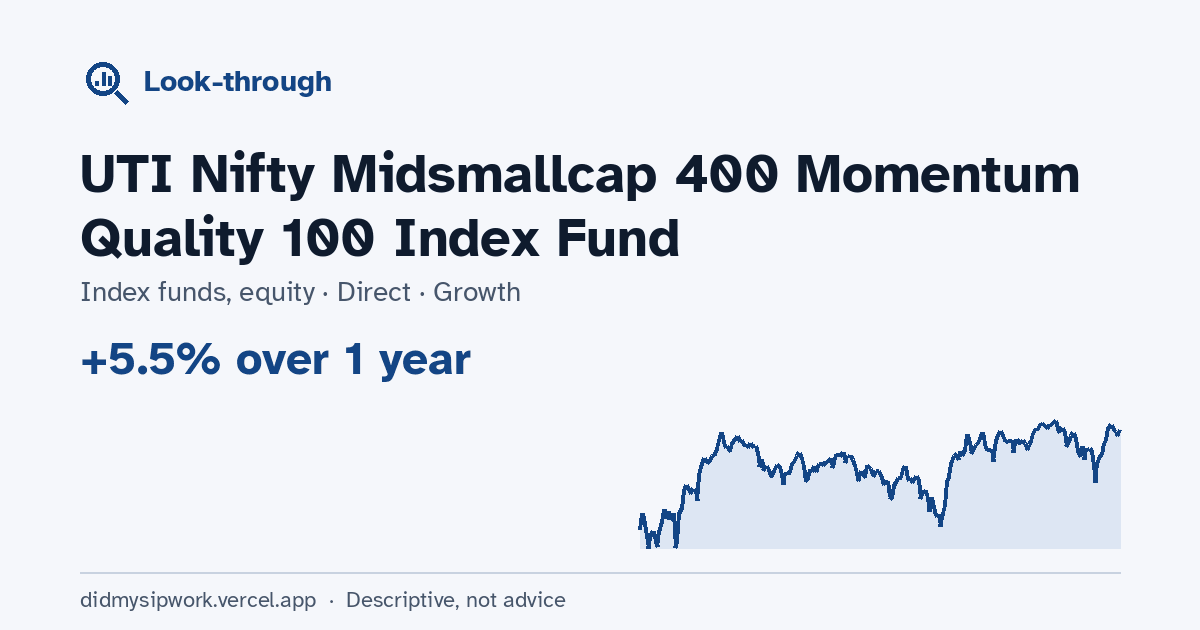 Look-through
UTI Nifty Midsmallcap 400 Momentum
Quality 100 Index Fund
Index funds, equity · Direct · Growth
+5.5% over 1 year
didmysipwork.vercel.app · Descriptive, not advice